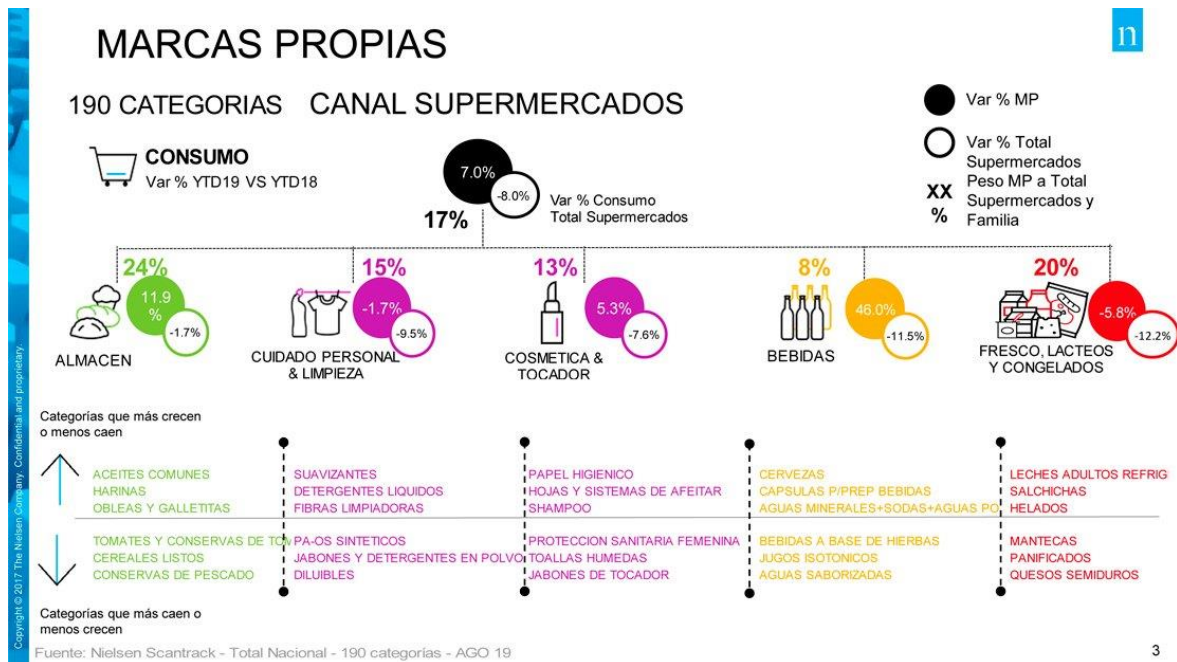 MARCAS PROPIAS
n
190 CATEGORIAS CANAL SUPERMERCADOS
Var % MP
Var % Total
Supermercados
XX
%
Peso MP a Total
Supermercados y
Familia
CONSUMO
Var % YTD19 VS YTD18
7.0%
-8.0%
17%
Var % Consumo
Total Supermercados
24%
11.9
%
-1.7%
ALMACEN
15%
-1.7%
-9.5%
CUIDADO PERSONAL
& LIMPIEZA
13%
5.3%
-7.6%
COSMETICA &
TOCADOR
8%
46.0%
-11.5%
BEBIDAS
20%
-5.8%
-12.2%
FRESCO, LACTEOS
Y CONGELADOS
Categorías que más crecen
o menos caen
ACEITES COMUNES
HARINAS
OBLEAS Y GALLETITAS
SUAVIZANTES
DETERGENTES LIQUIDOS
FIBRAS LIMPIADORAS
PAPEL HIGIENICO
HOJAS Y SISTEMAS DE AFEITAR
SHAMPOO
CERVEZAS
CAPSULAS P/PREP BEBIDAS
AGUAS MINERALES+SODAS+AGUAS PO
LECHES ADULTOS REFRIG
SALCHICHAS
HELADOS
TOMATES Y CONSERVAS DE TOM
CEREALES LISTOS
CONSERVAS DE PESCADO
PA-OS SINTETICOS
JABONES Y DETERGENTES EN POLVO
DILUIBLES
PROTECCION SANITARIA FEMENINA
TOALLAS HUMEDAS
JABONES DE TOCADOR
BEBIDAS A BASE DE HIERBAS
JUGOS ISOTONICOS
AGUAS SABORIZADAS
MANTECAS
PANIFICADOS
QUESOS SEMIDUROS
Categorías que más caen o
menos crecen
Fuente: Nielsen Scantrack - Total Nacional - 190 categorías - AGO 19
3
Copyright © 2017 The Nielsen Company. Confidential and proprietary.